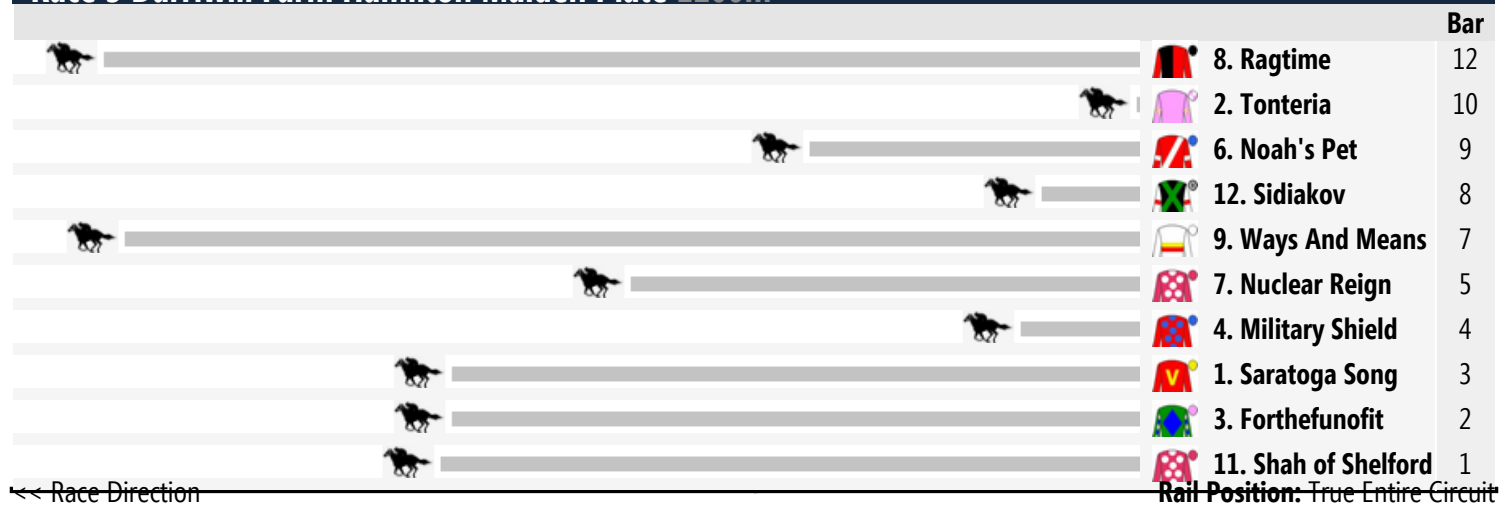 Bar
8. Ragtime 12
2. Tonteria 10
6. Noah's Pet 9
12. Sidiakov 8
9. Ways And Means 7
7. Nuclear Reign 5
4. Military Shield 4
V 1. Saratoga Song 3
3. Forthefunofit 2
11. Shah of Shelford 1
<< Race Direction Rail Position: True Entire Circuit